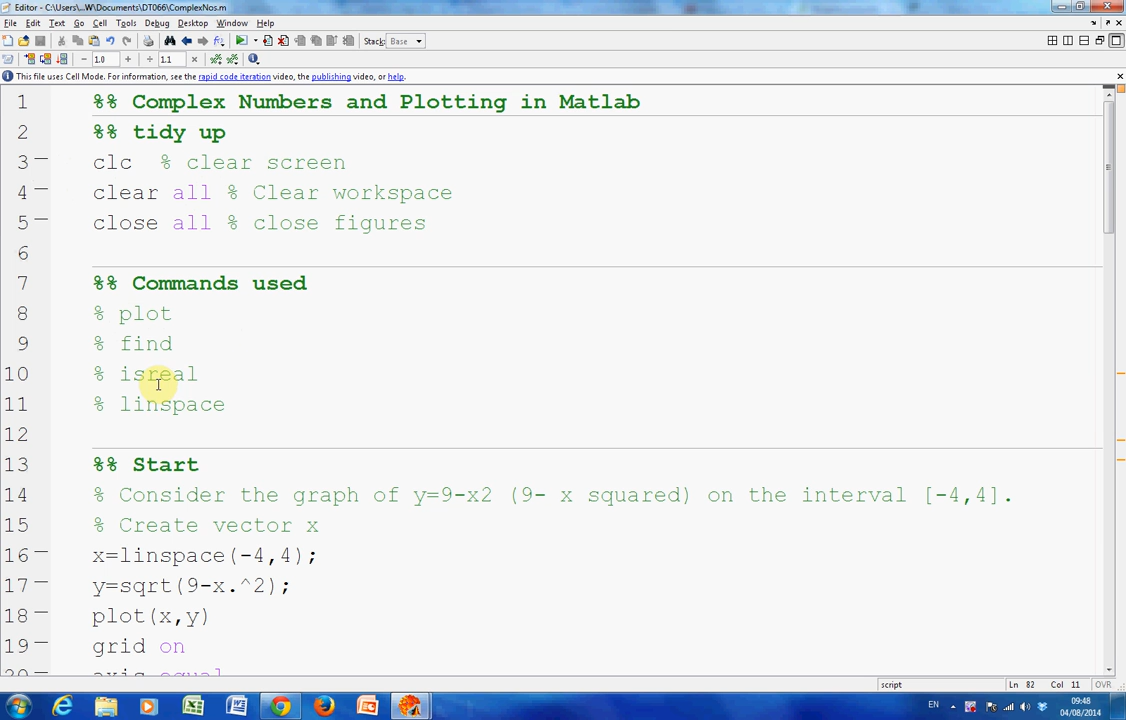 Editor - C:\Users\...W\Documents\DT066\ComplexNos.m
File Edit Text Go Cell Tools Debug Desktop Window Help
Stack: Base
1.0 1.1
This file uses Cell Mode. For information, see the rapid code iteration video, the publishing video, or help.
1 %% Complex Numbers and Plotting in Matlab
2 %% tidy up
3 clc % clear screen
4 clear all % Clear workspace
5 close all % close figures
6
7 %% Commands used
8 % plot
9 % find
10 % isreal
11 % linspace
12
13 %% Start
14 % Consider the graph of y=9-x2 (9- x squared) on the interval [-4,4].
15 % Create vector x
16 x=linspace(-4,4);
17 y=sqrt(9-x.^2);
18 plot(x,y)
19 grid on
20 axis equal
script Ln 82 Col 11 OVR
EN 09:48
04/08/2014